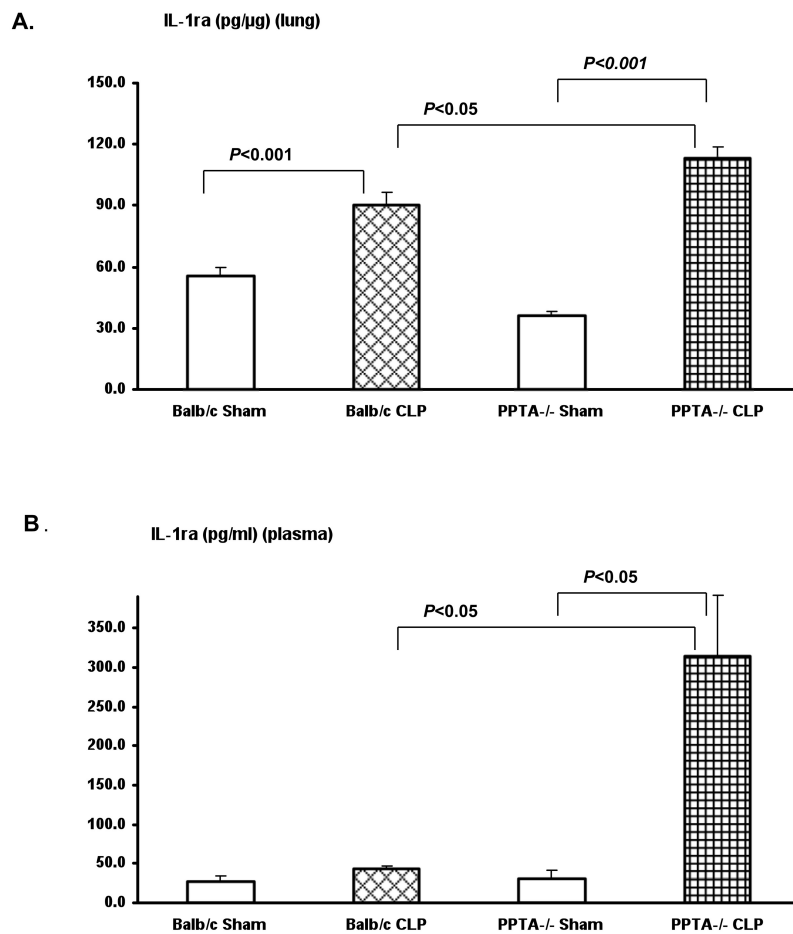 A.
IL-1ra (pg/µg) (lung)
P<0.001
150.0
P<0.05
120.0
P<0.001
90.0
60.0
30.0
0.0
Balb/c Sham Balb/c CLP PPTA-/- Sham PPTA-/- CLP
B.
IL-1ra (pg/ml) (plasma)
P<0.05
P<0.05
350.0
300.0
250.0
200.0
150.0
100.0
50.0
0.0
Balb/c Sham Balb/c CLP PPTA-/- Sham PPTA-/- CLP